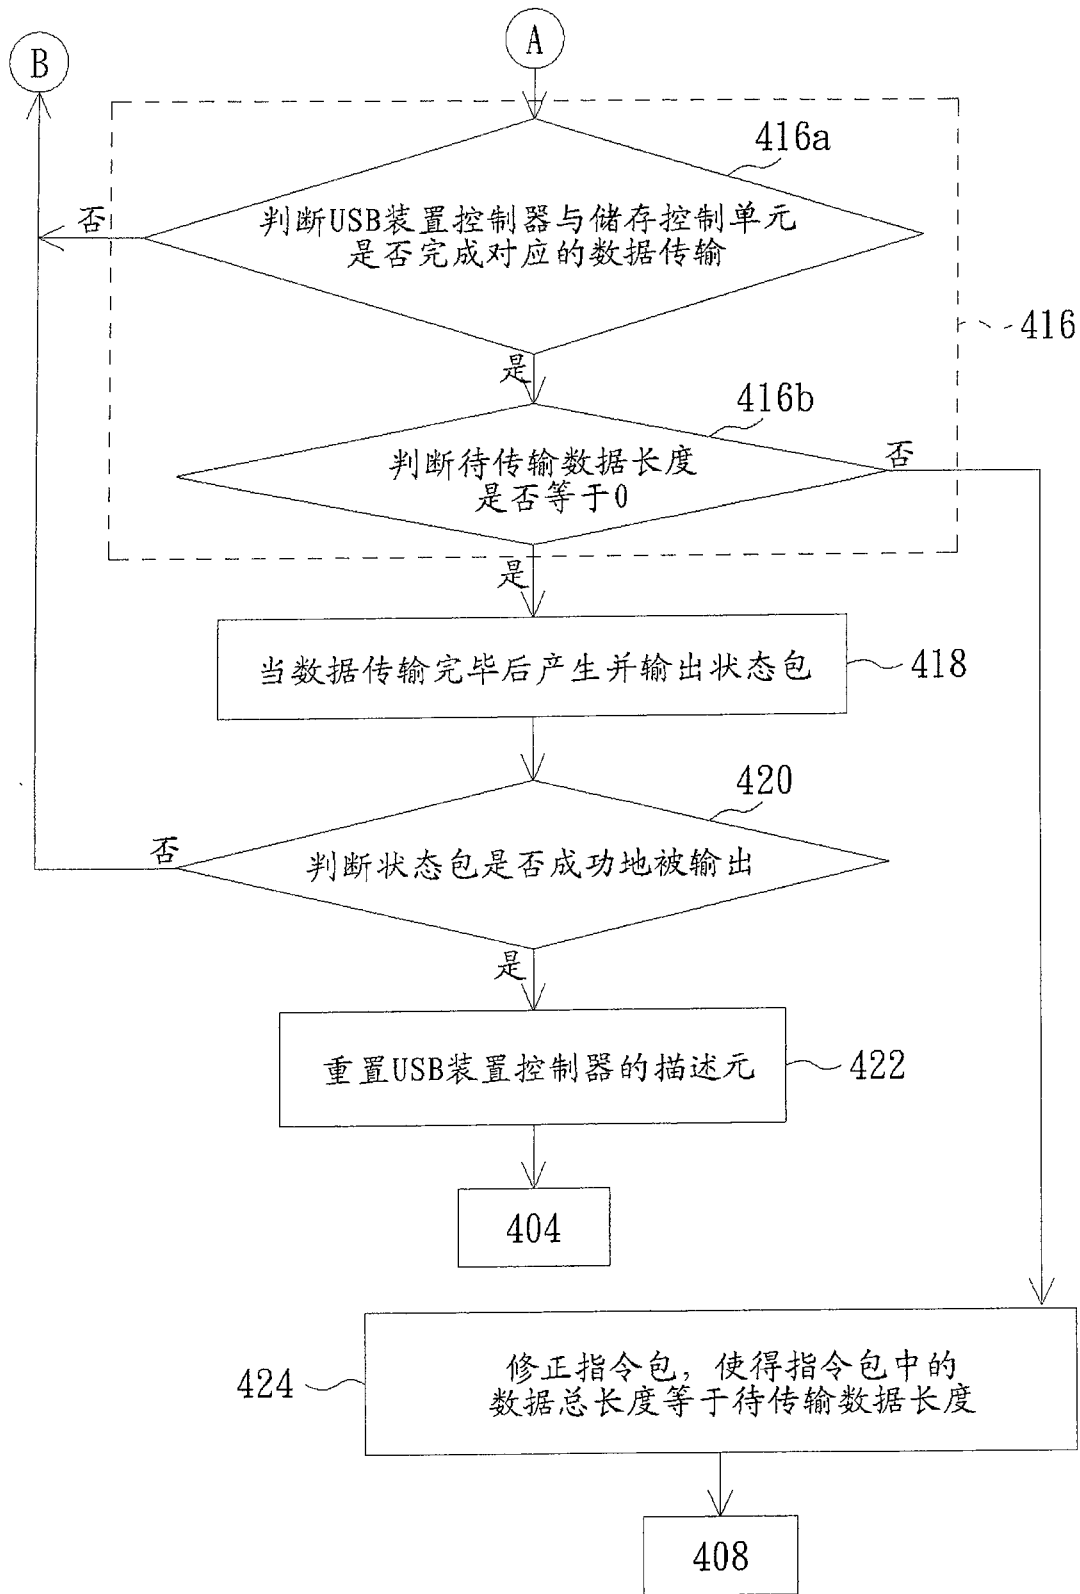 A
B
416a
判断USB装置控制器与储存控制单元
是否完成对应的数据传输
否
416
是
416b
判断待传输数据长度
是否等于0
否
是
当数据传输完毕后产生并输出状态包
418
420
判断状态包是否成功地被输出
否
是
重置USB装置控制器的描述元
422
404
修正指令包，使得指令包中的
数据总长度等于待传输数据长度
424
408